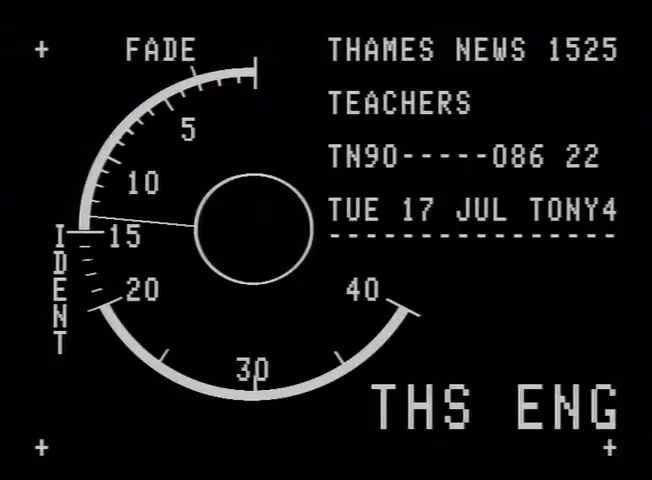 FADE
THAMES NEWS 1525
TEACHERS
TN90-----086 22
TUE 17 JUL TONY4
----------------
5
10
15
20
30
40
IDENT
THS ENG